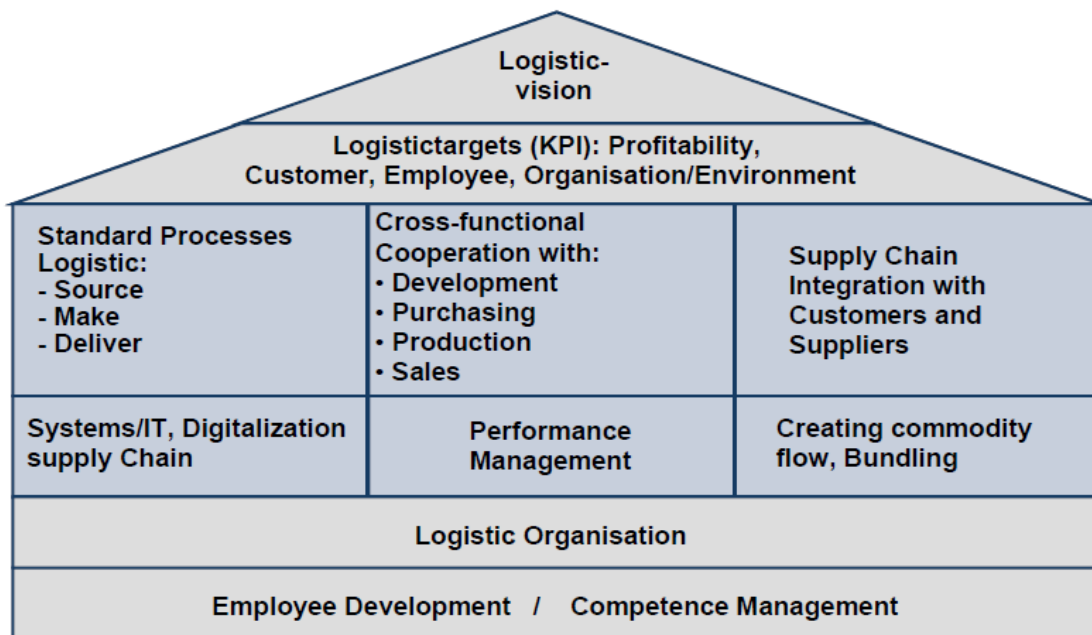 Logistic-
vision
Logistictargets (KPI): Profitability,
Customer, Employee, Organisation/Environment
Standard Processes
Logistic:
- Source
- Make
- Deliver
Cross-functional
Cooperation with:
• Development
• Purchasing
• Production
• Sales
Supply Chain
Integration with
Customers and
Suppliers
Systems/IT, Digitalization
supply Chain
Performance
Management
Creating commodity
flow, Bundling
Logistic Organisation
Employee Development / Competence Management